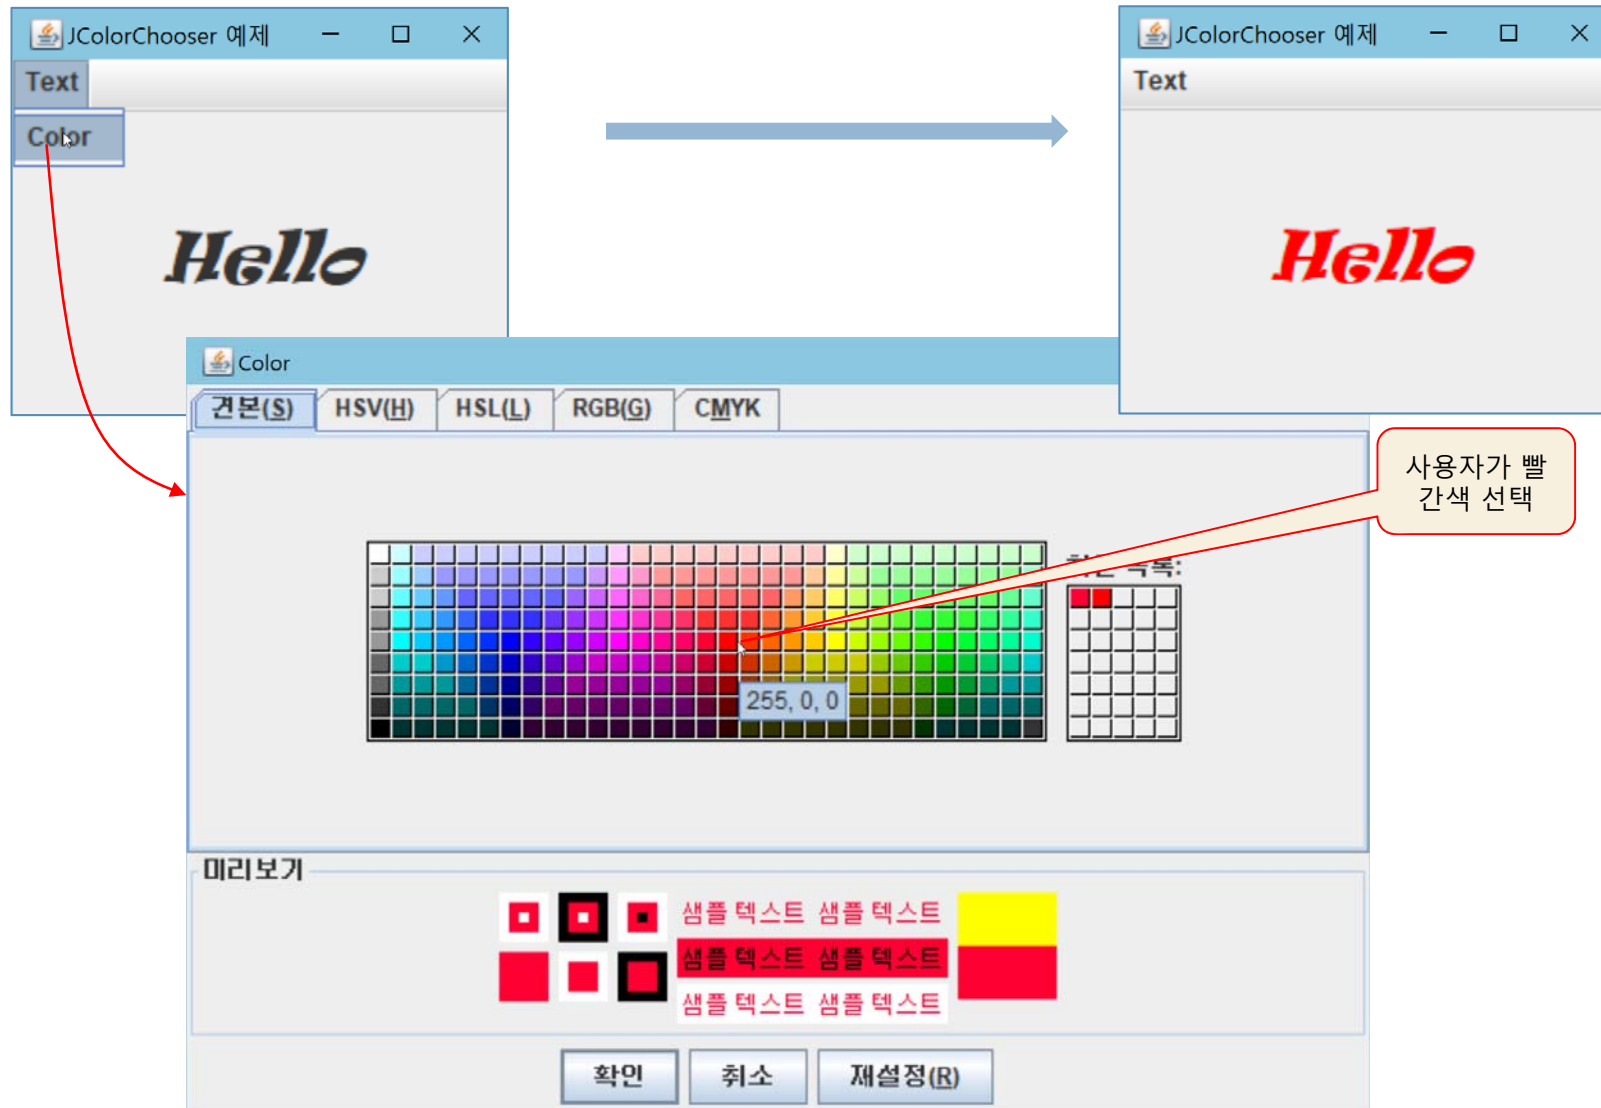 JColorChooser 예제
Text
Color
Hello
JColorChooser 예제
Text
Hello
Color
견본(S) HSV(H) HSL(L) RGB(G) CMYK
사용자가 빨
간색 선택
255, 0, 0
미리보기
샘플 텍스트 샘플 텍스트
샘플 텍스트 샘플 텍스트
샘플 텍스트 샘플 텍스트
확인 취소 재설정(R)